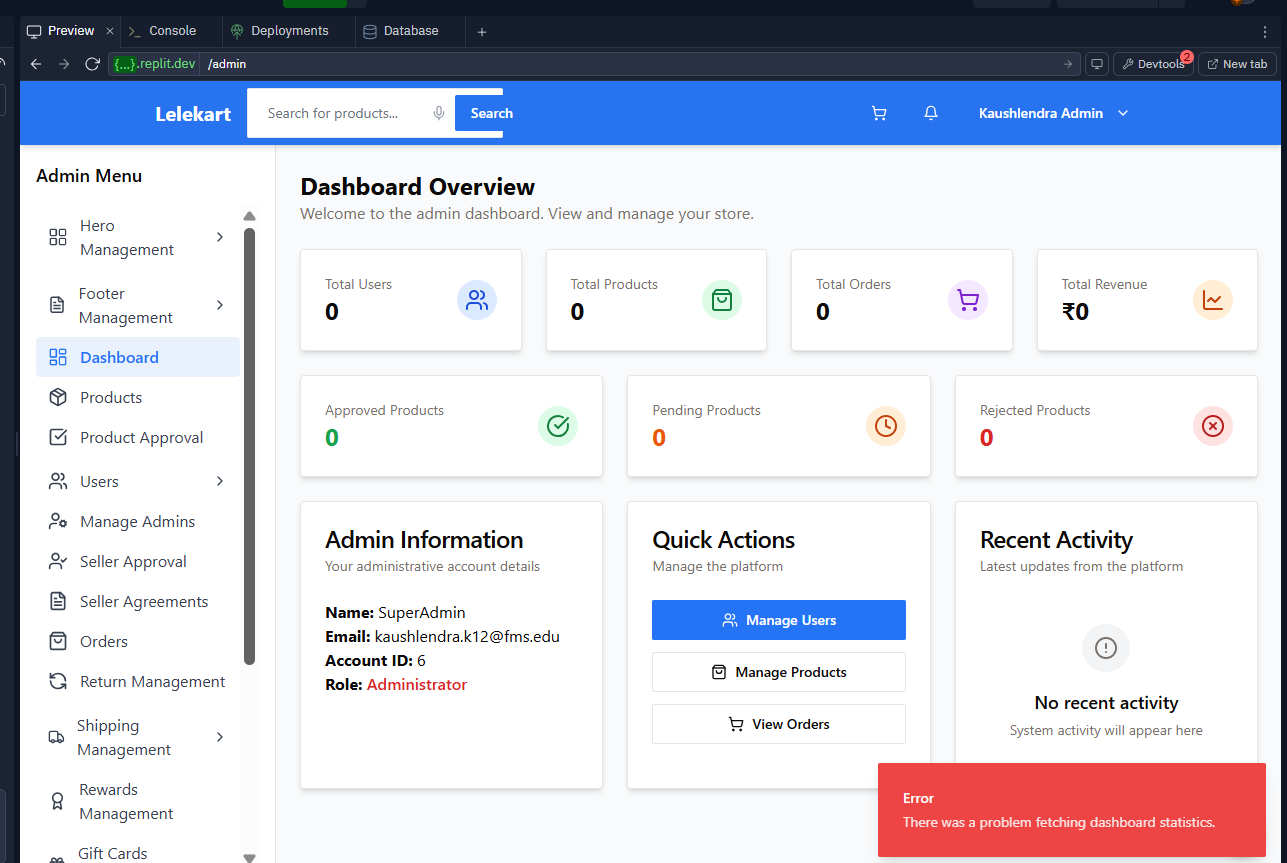 Preview
Console
Deployments
Database
{...}.replit.dev
/admin
Devtools
2
New tab
Lelekart
Search for products...
Search
Kaushlendra Admin
Admin Menu
Hero
Management
Footer
Management
Dashboard
Products
Product Approval
Users
Manage Admins
Seller Approval
Seller Agreements
Orders
Return Management
Shipping
Management
Rewards
Management
Gift Cards
Dashboard Overview
Welcome to the admin dashboard. View and manage your store.
Total Users
0
Total Products
0
Total Orders
0
Total Revenue
₹0
Approved Products
0
Pending Products
0
Rejected Products
0
Admin Information
Your administrative account details
Name: SuperAdmin
Email: kaushlendra.k12@fms.edu
Account ID: 6
Role: Administrator
Quick Actions
Manage the platform
Manage Users
Manage Products
View Orders
Recent Activity
Latest updates from the platform
No recent activity
System activity will appear here
Error
There was a problem fetching dashboard statistics.